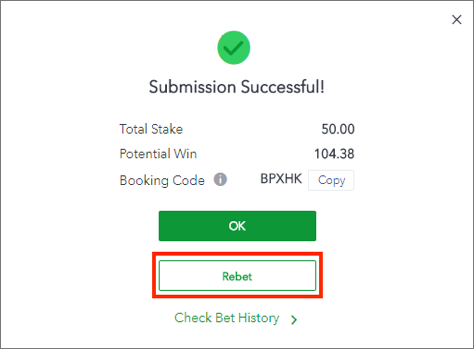 Submission Successful!
Total Stake 50.00
Potential Win 104.38
Booking Code BPXHK Copy
OK
Rebet
Check Bet History